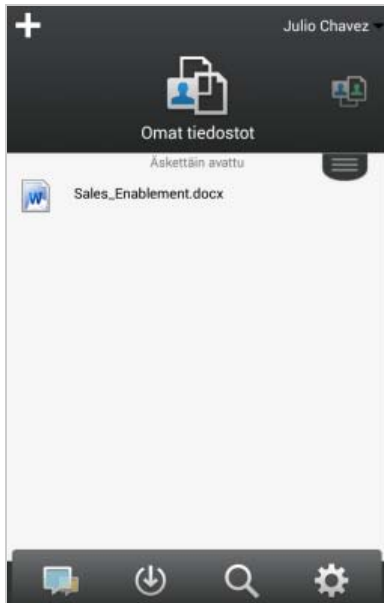 Julio Chavez
Omat tiedostot
Äskettäin avattu
Sales_Enablement.docx